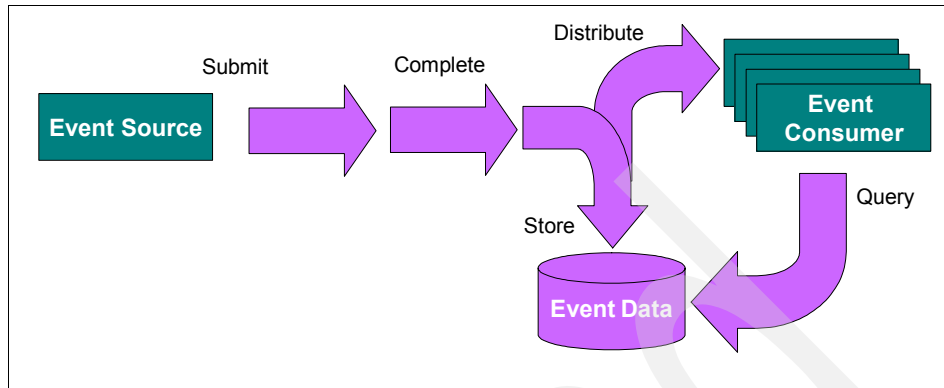 Distribute
Submit
Complete
Event Source
Event
Consumer
Query
Store
Event Data